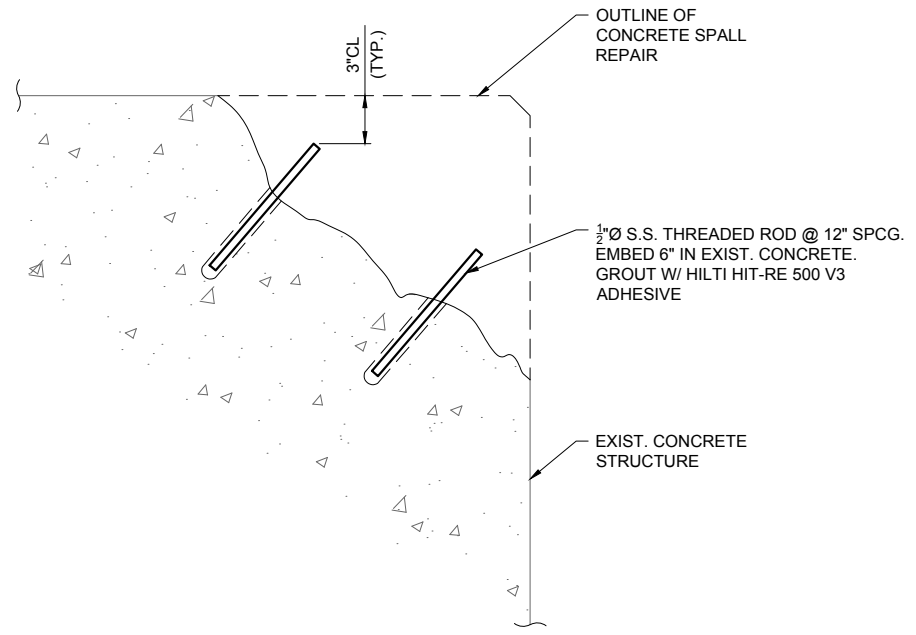 OUTLINE OF
CONCRETE SPALL
REPAIR
3"CL
(TYP.)
½"Ø S.S. THREADED ROD @ 12" SPCG.
EMBED 6" IN EXIST. CONCRETE.
GROUT W/ HILTI HIT-RE 500 V3
ADHESIVE
EXIST. CONCRETE
STRUCTURE